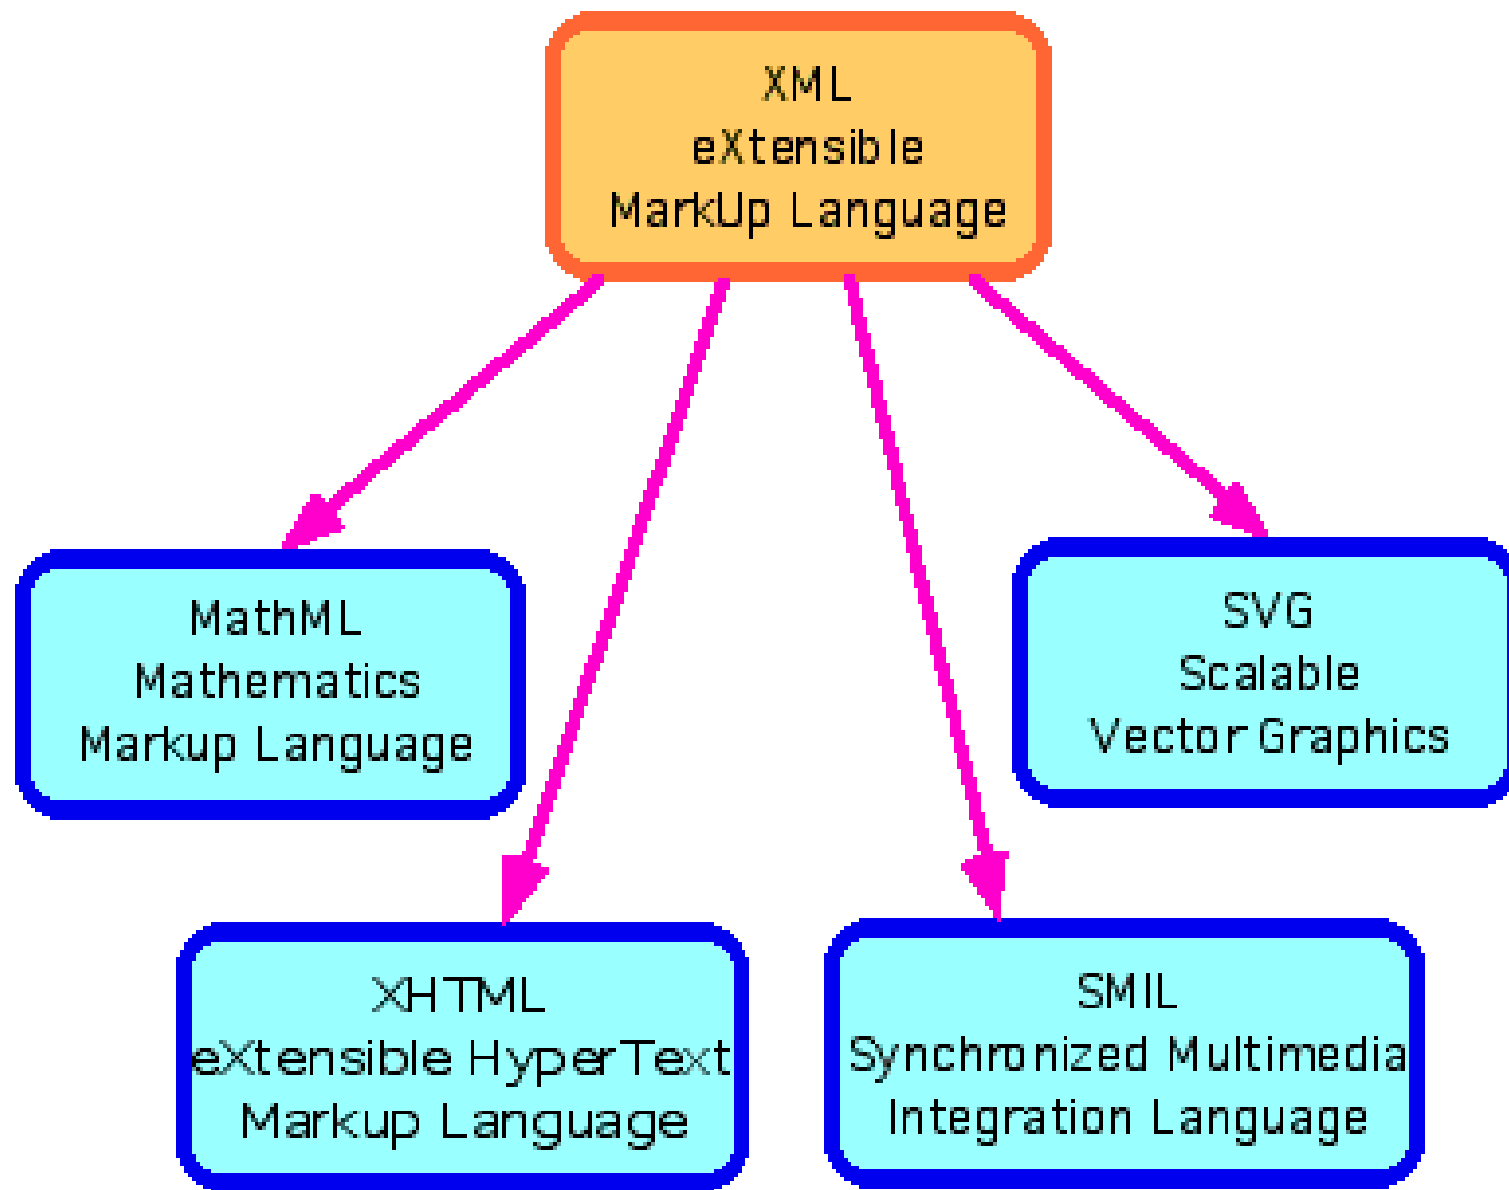 XML
eXtensible
MarkUp Language
MathML
Mathematics
Markup Language
SVG
Scalable
Vector Graphics
XHTML
eXtensible HyperText
Markup Language
SMIL
Synchronized Multimedia
Integration Language